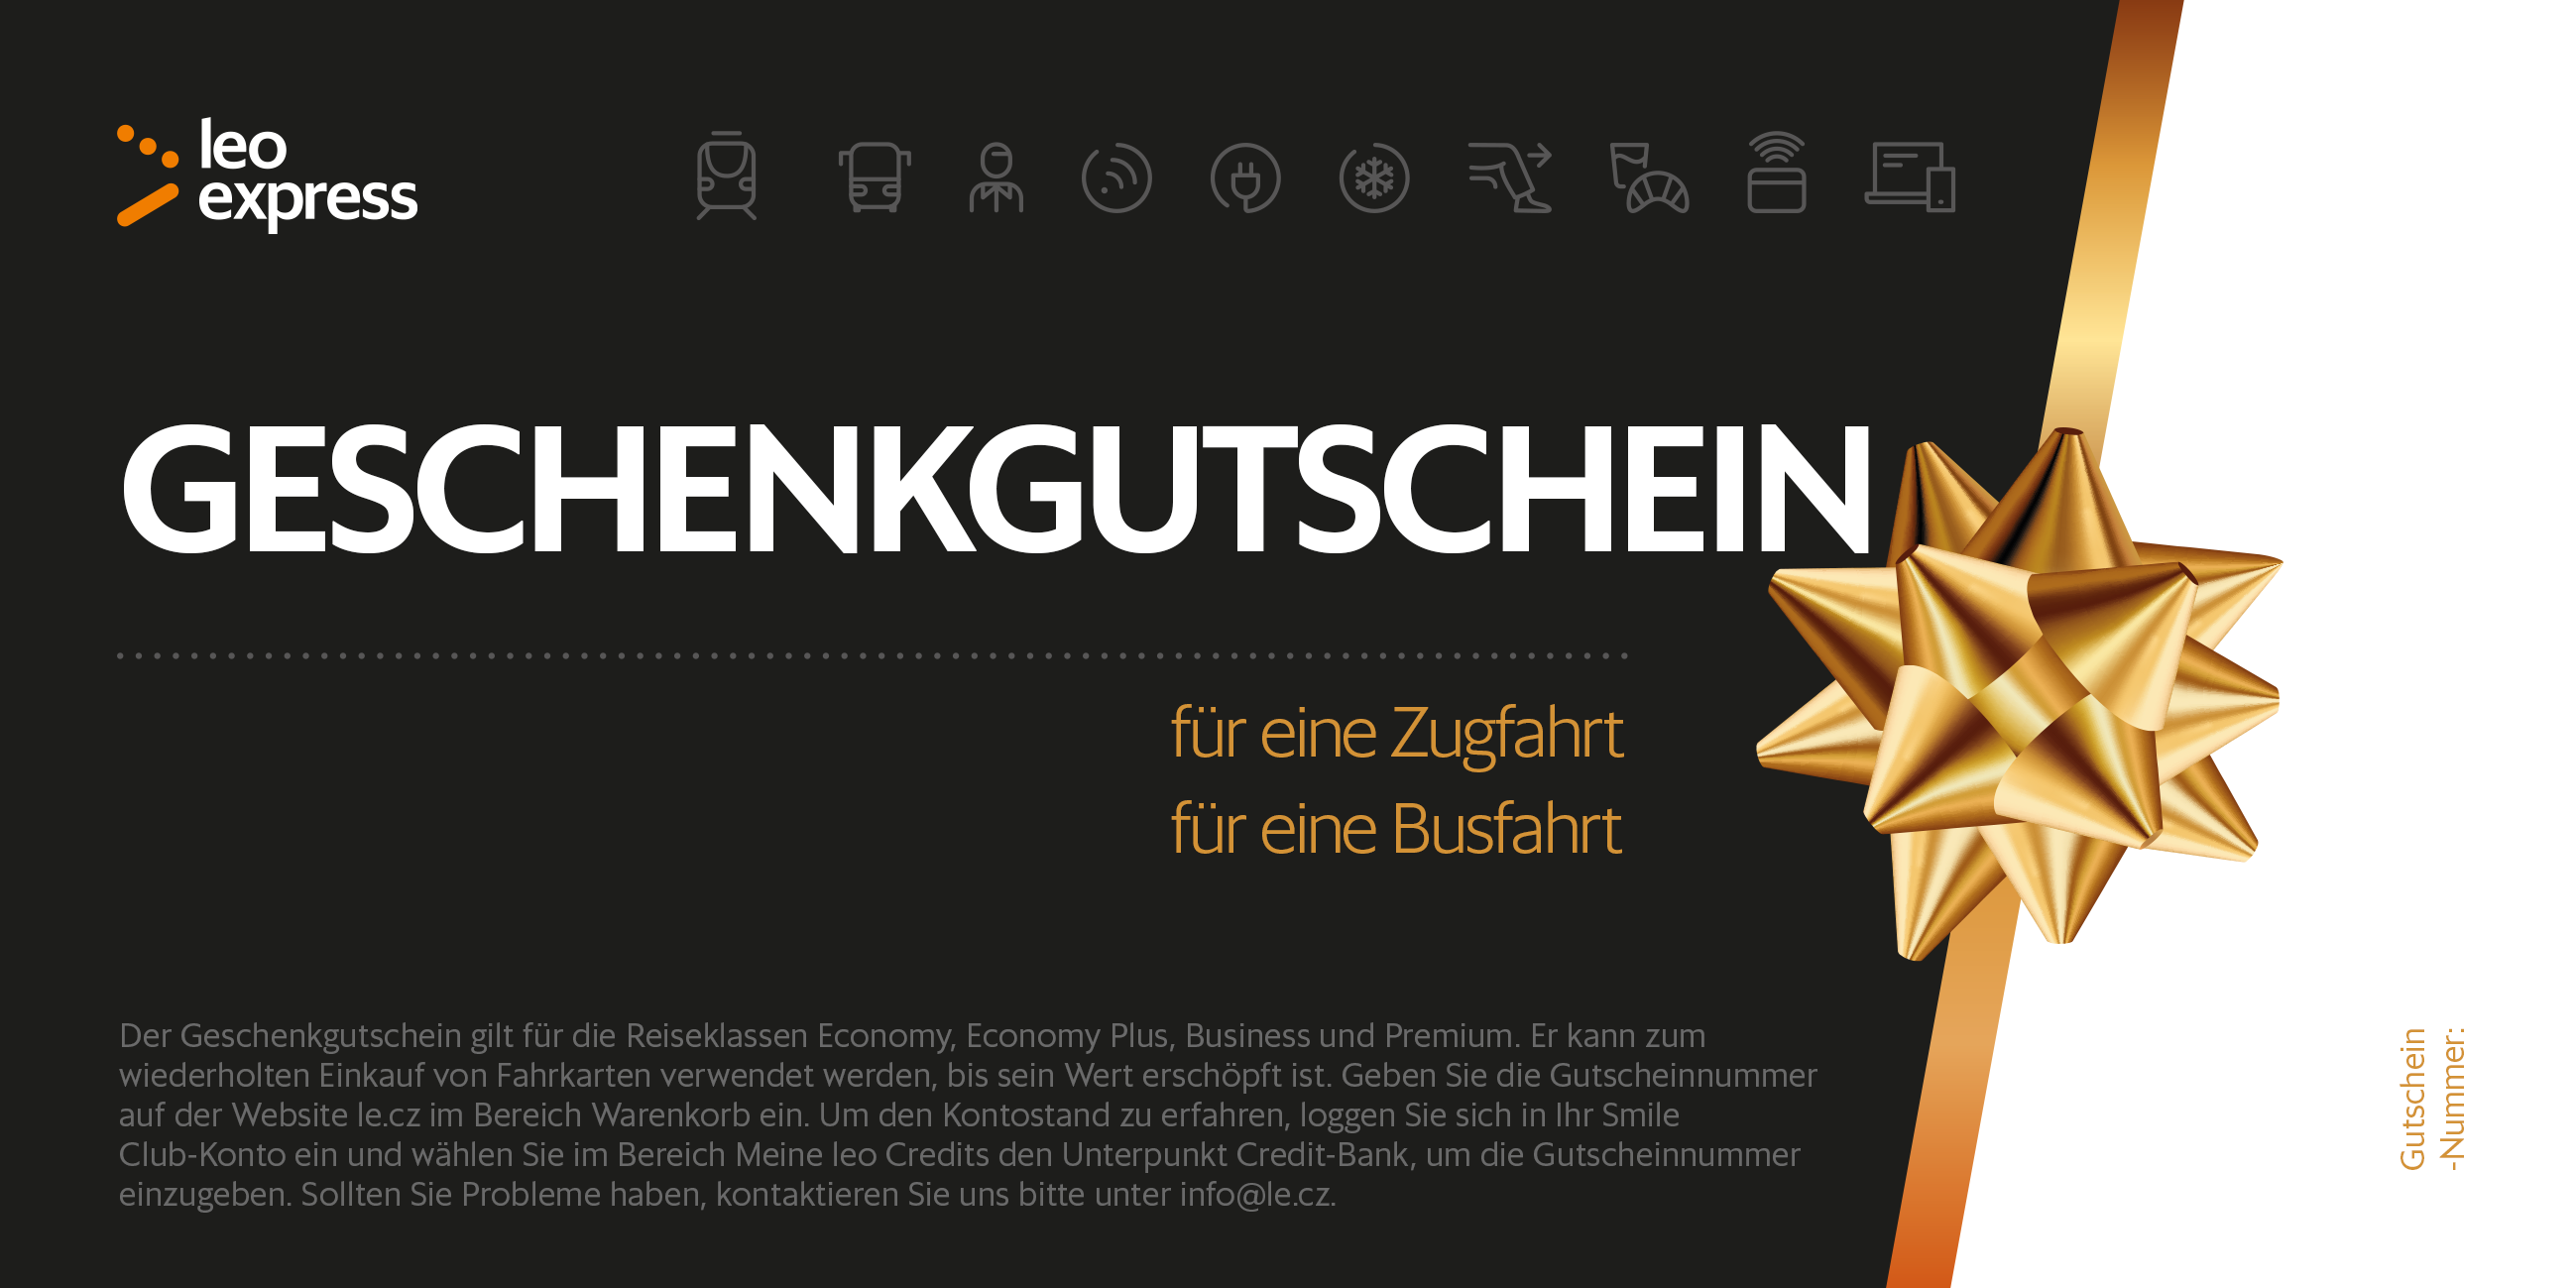 leo
express
GESCHENKGUTSCHEIN
für eine Zugfahrt
für eine Busfahrt
Der Geschenkgutschein gilt für die Reiseklassen Economy, Economy Plus, Business und Premium. Er kann zum
wiederholten Einkauf von Fahrkarten verwendet werden, bis sein Wert erschöpft ist. Geben Sie die Gutscheinnummer
auf der Website le.cz im Bereich Warenkorb ein. Um den Kontostand zu erfahren, loggen Sie sich in Ihr Smile
Club-Konto ein und wählen Sie im Bereich Meine leo Credits den Unterpunkt Credit-Bank, um die Gutscheinnummer
einzugeben. Sollten Sie Probleme haben, kontaktieren Sie uns bitte unter info@le.cz.
Gutschein
-Nummer: